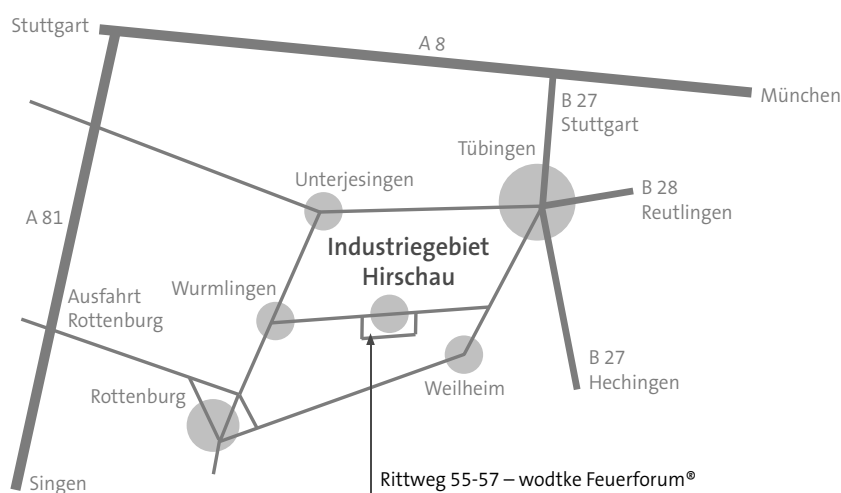 Stuttgart
A 8
München
B 27
Stuttgart
Tübingen
Unterjesingen
B 28
Reutlingen
A 81
Industriegebiet
Hirschau
Wurmlingen
Ausfahrt
Rottenburg
B 27
Hechingen
Weilheim
Rottenburg
Rittweg 55-57 – wodtke Feuerforum®
Singen